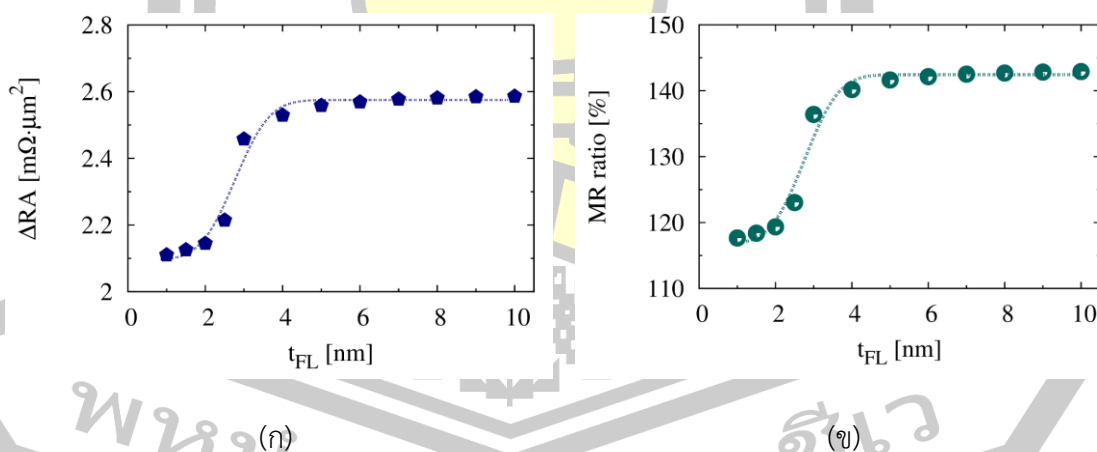 2.8
2.6
2.4
2.2
2
ΔRA [mΩ·μm²]
0 2 4 6 8 10
t_FL [nm]
150
140
130
120
110
MR ratio [%]
0 2 4 6 8 10
t_FL [nm]
(ก) (ข)